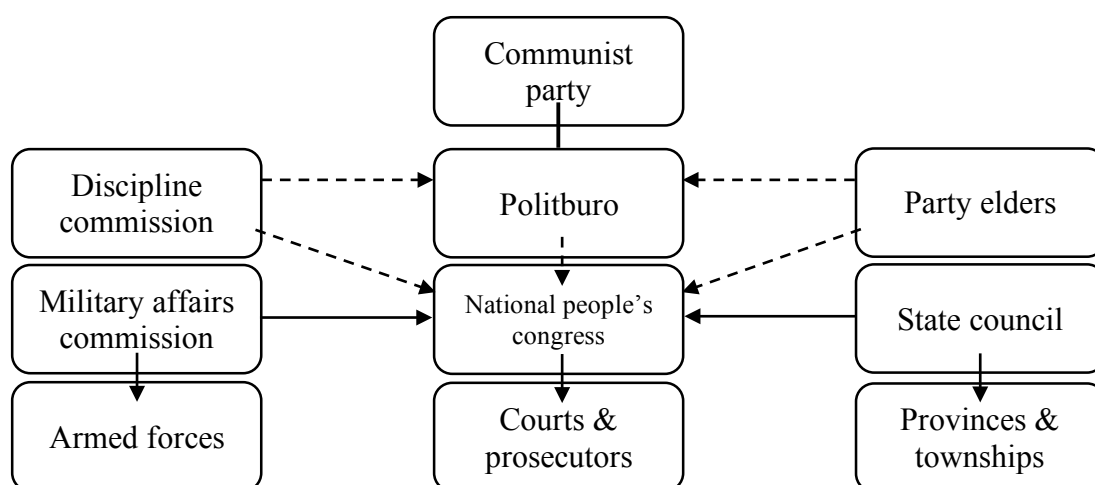 Communist
party
Discipline
commission
Politburo
Party elders
Military affairs
commission
National people’s
congress
State council
Armed forces
Courts &
prosecutors
Provinces &
townships